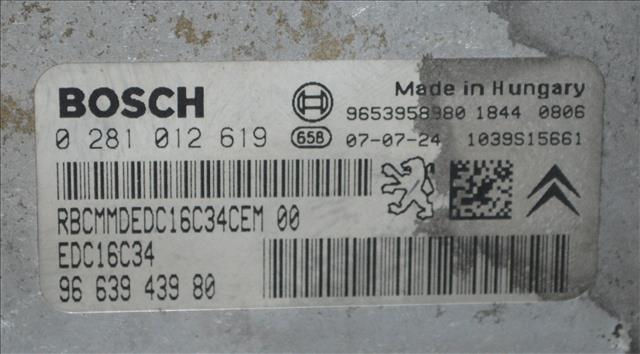 BOSCH
Made in Hungary
9653958980 1844 0806
0 281 012 619 65B 07-07-24 1039S15661
RBCMMDEDC16C34CEM 00
EDC16C34
96 639 439 80